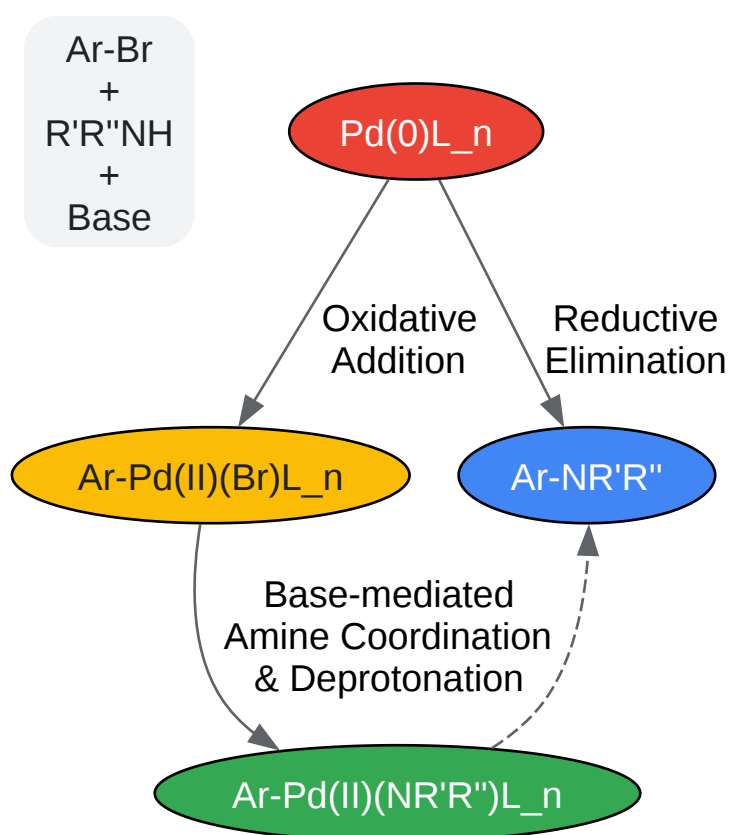 Ar-Br
+
R'R"NH
+
Base
Pd(0)L_n
Oxidative
Addition
Reductive
Elimination
Ar-Pd(II)(Br)L_n
Ar-NR'R"
Base-mediated
Amine Coordination
& Deprotonation
Ar-Pd(II)(NR'R")L_n